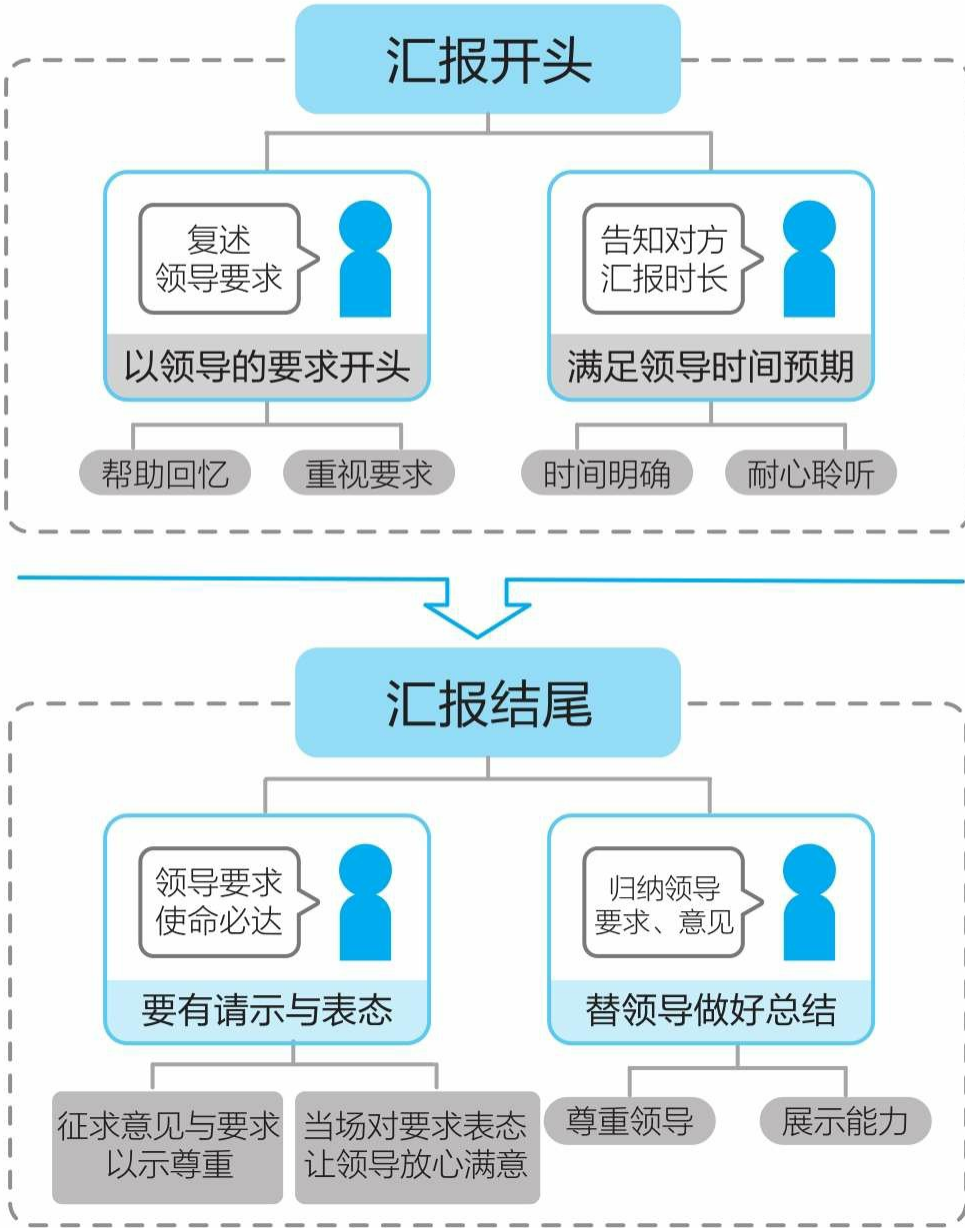 汇报开头
复述
领导要求
以领导的要求开头
帮助回忆
重视要求
告知对方
汇报时长
满足领导时间预期
时间明确
耐心聆听
汇报结尾
领导要求
使命必达
要有请示与表态
征求意见与要求
以示尊重
当场对要求表态
让领导放心满意
归纳领导
要求、意见
替领导做好总结
尊重领导
展示能力